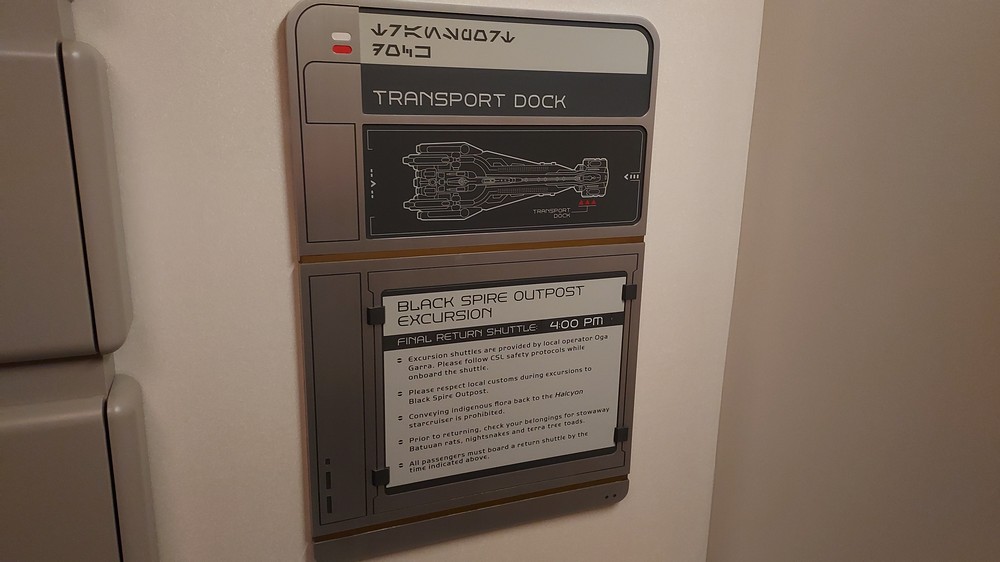 TRANSPORT DOCK
TRANSPORT
DOCK
BLACK SPIRE OUTPOST
EXCURSION
FINAL RETURN SHUTTLE: 4:00 PM
= Excursion shuttles are provided by local operator Oga
Garra. Please follow CSL safety protocols while
onboard the shuttle.
= Please respect local customs during excursions to
Black Spire Outpost.
= Conveying indigenous flora back to the Halcyon
starcruiser is prohibited.
= Prior to returning, check your belongings for stowaway
Batuuan rats, nightsnakes and terra tree toads.
= All passengers must board a return shuttle by the
time indicated above.